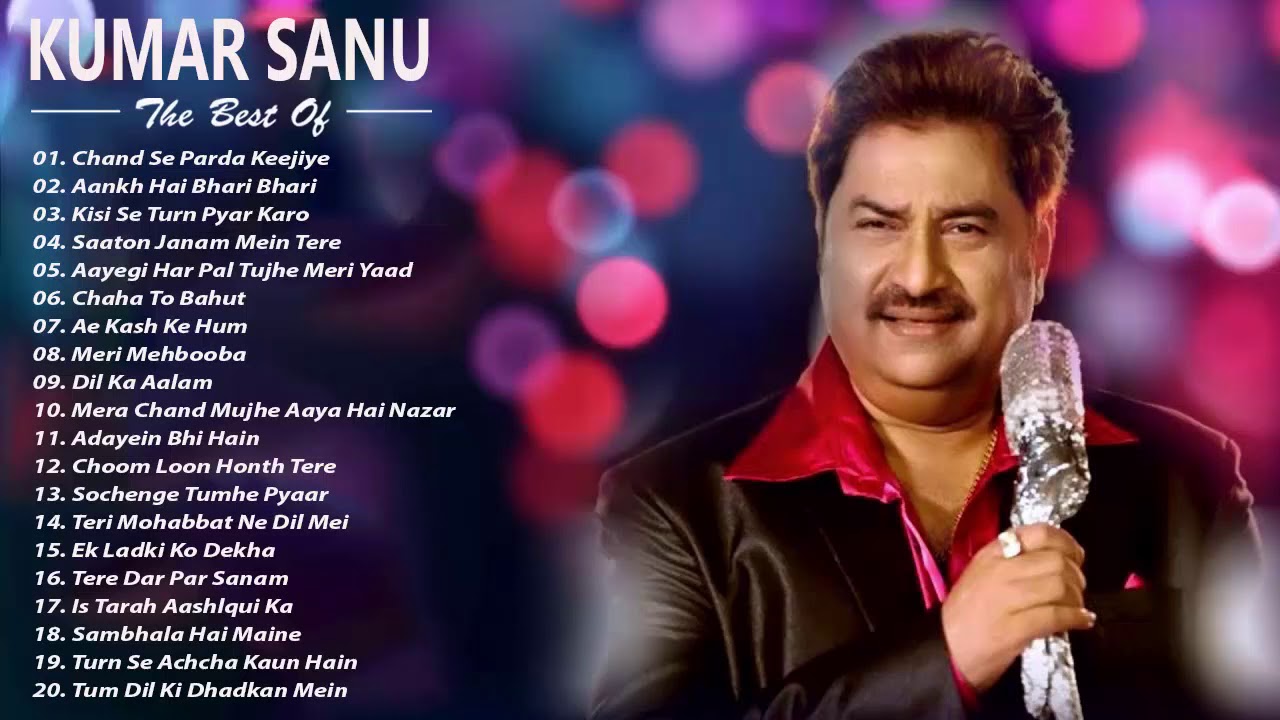 KUMAR SANU
The Best Of
01. Chand Se Parda Keejiye
02. Aankh Hai Bhari Bhari
03. Kisi Se Turn Pyar Karo
04. Saaton Janam Mein Tere
05. Aayegi Har Pal Tujhe Meri Yaad
06. Chaha To Bahut
07. Ae Kash Ke Hum
08. Meri Mehbooba
09. Dil Ka Aalam
10. Mera Chand Mujhe Aaya Hai Nazar
11. Adayein Bhi Hain
12. Choom Loon Honth Tere
13. Sochenge Tumhe Pyaar
14. Teri Mohabbat Ne Dil Mei
15. Ek Ladki Ko Dekha
16. Tere Dar Par Sanam
17. Is Tarah Aashlqui Ka
18. Sambhala Hai Maine
19. Turn Se Achcha Kaun Hain
20. Tum Dil Ki Dhadkan Mein